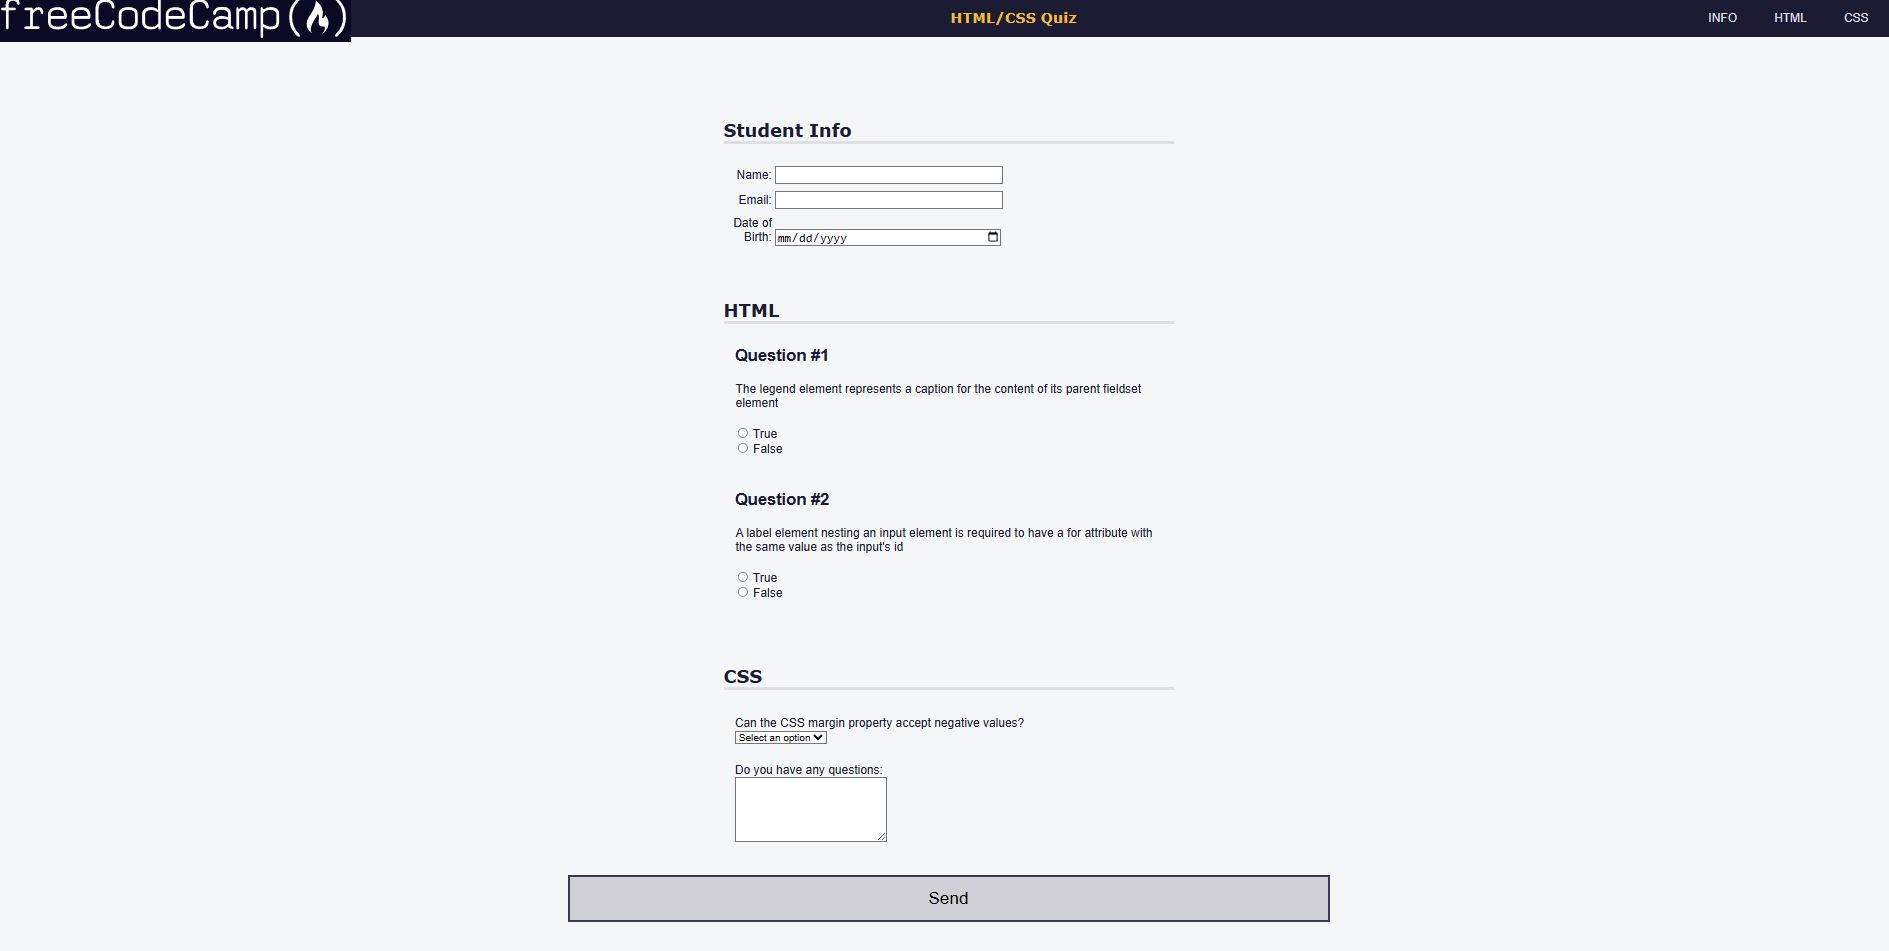 freeCodeCamp(🔥)
HTML/CSS Quiz
INFO HTML CSS
Student Info
Name:
Email:
Date of
Birth: mm/dd/yyyy
HTML
Question #1
The legend element represents a caption for the content of its parent fieldset
element
True
False
Question #2
A label element nesting an input element is required to have a for attribute with
the same value as the input's id
True
False
CSS
Can the CSS margin property accept negative values?
Select an option
Do you have any questions:
Send